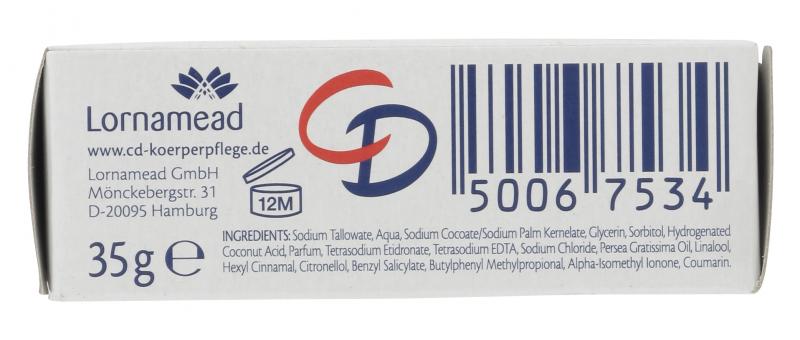 Lornamead
www.cd-koerperpflege.de
Lornamead GmbH
Mönckebergstr. 31
D-20095 Hamburg
12M
35g ℮
CD
5006 7534
INGREDIENTS: Sodium Tallowate, Aqua, Sodium Cocoate/Sodium Palm Kernelate, Glycerin, Sorbitol, Hydrogenated
Coconut Acid, Parfum, Tetrasodium Etidronate, Tetrasodium EDTA, Sodium Chloride, Persea Gratissima Oil, Linalool,
Hexyl Cinnamal, Citronellol, Benzyl Salicylate, Butylphenyl Methylpropional, Alpha-Isomethyl Ionone, Coumarin.